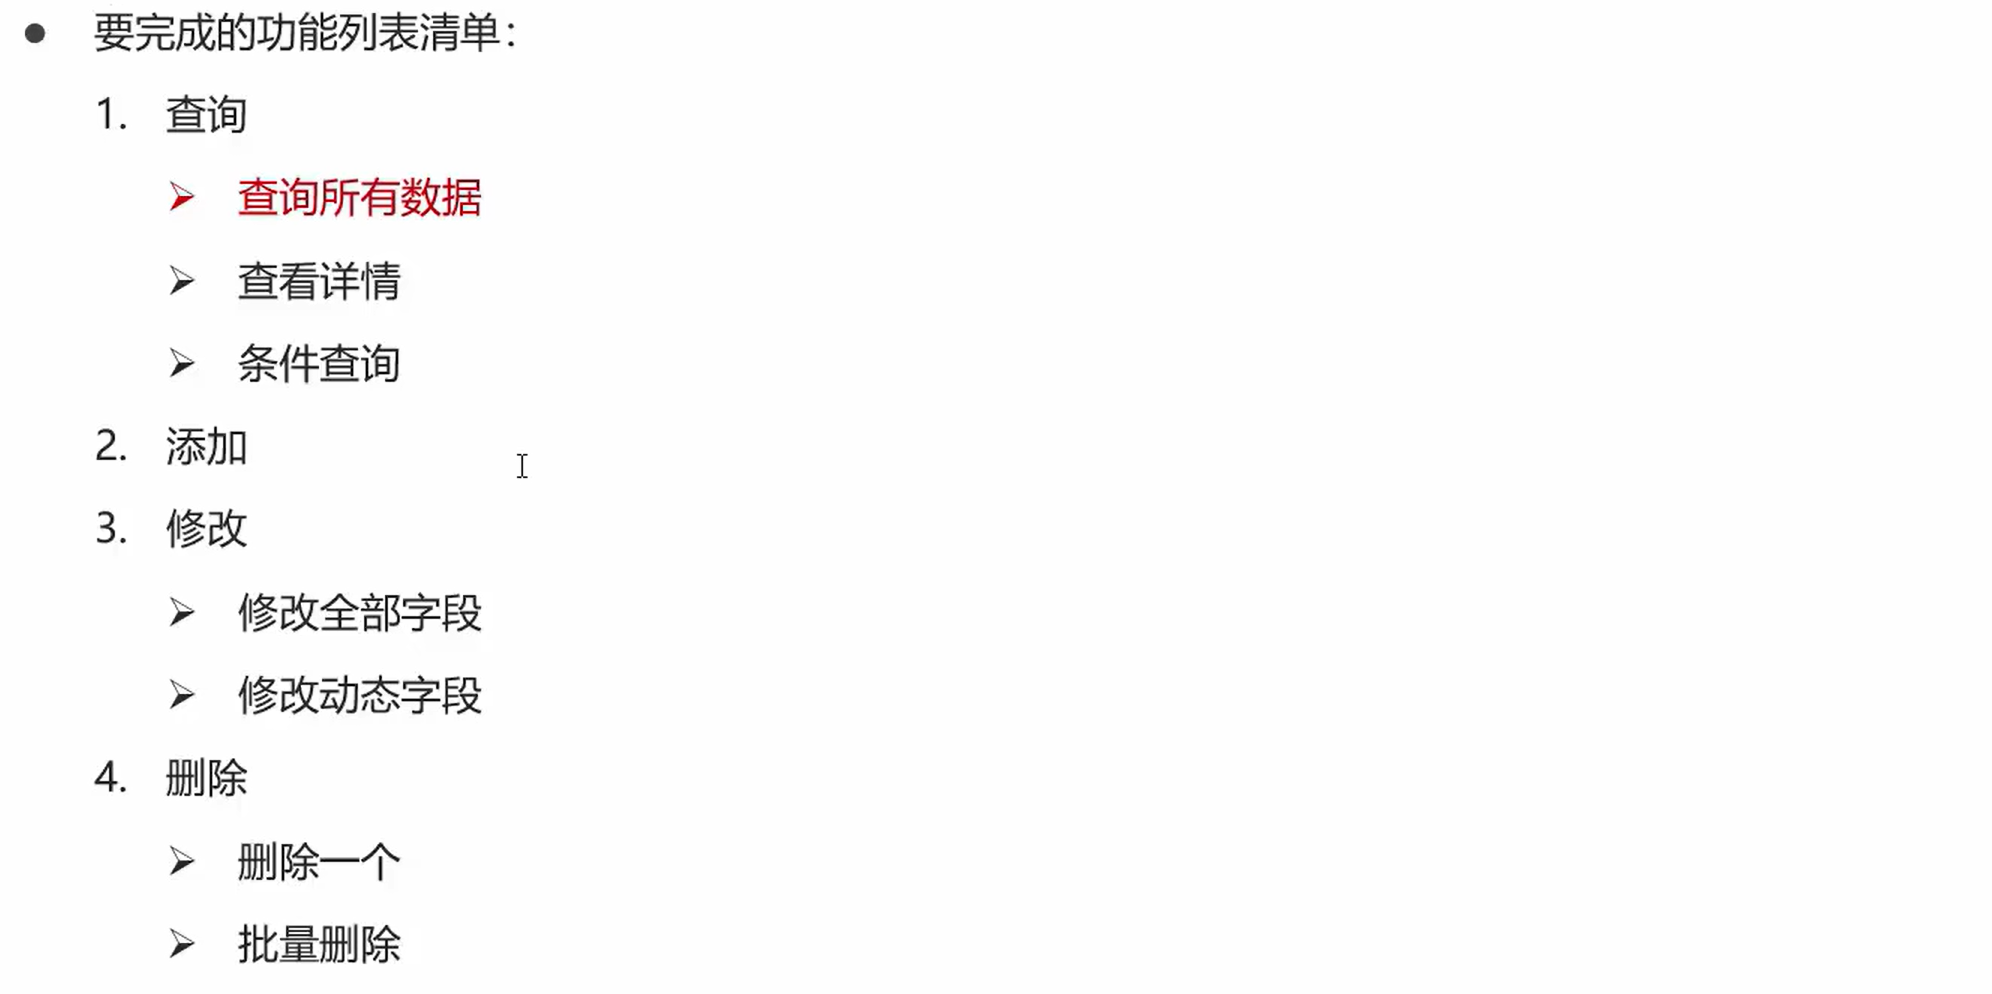 ● 要完成的功能列表清单：
1. 查询
➢ 查询所有数据
➢ 查看详情
➢ 条件查询
2. 添加
3. 修改
➢ 修改全部字段
➢ 修改动态字段
4. 删除
➢ 删除一个
➢ 批量删除